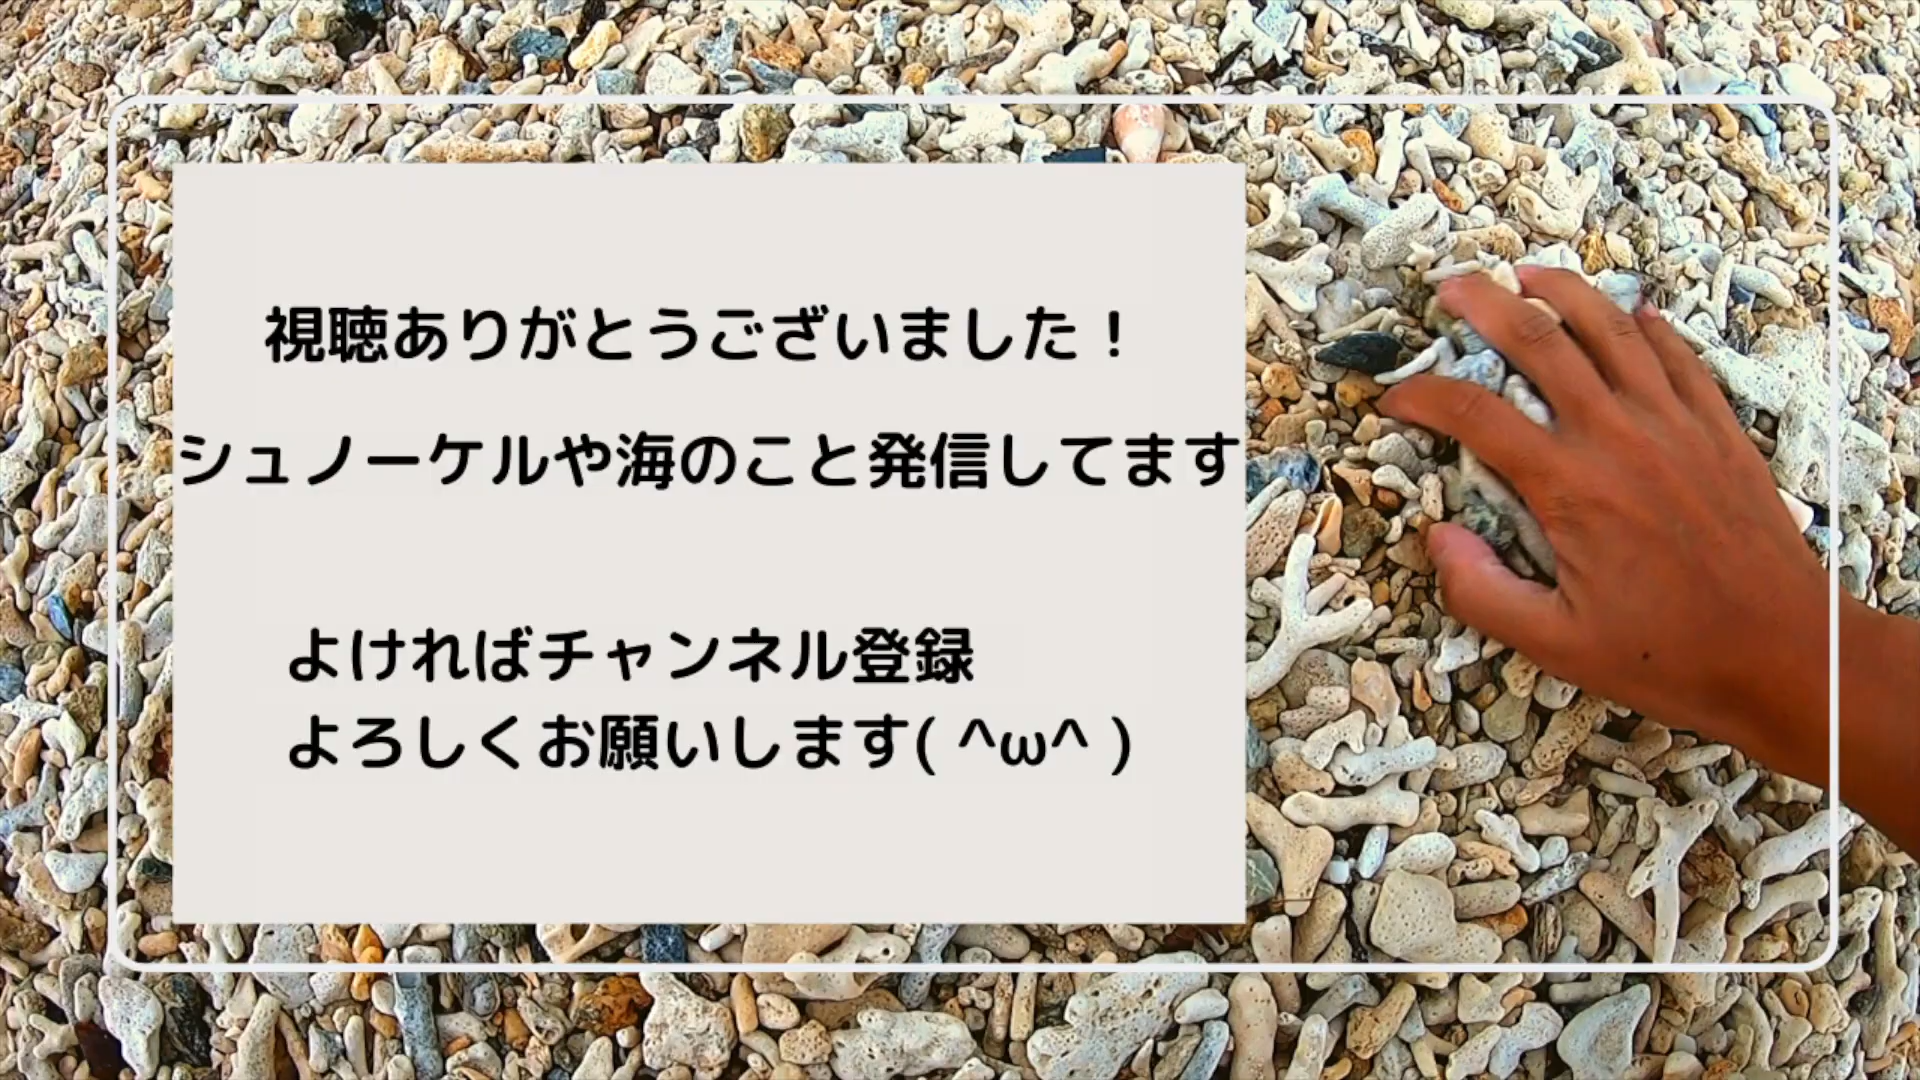 視聴ありがとうございました！
シュノーケルや海のこと発信してます
よければチャンネル登録
よろしくお願いします( ^ω^ )